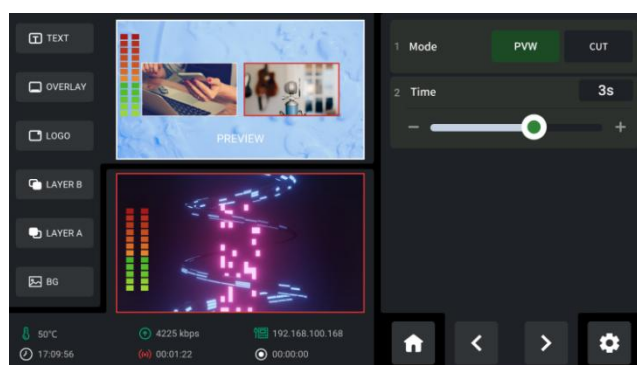 TEXT
OVERLAY
LOGO
LAYER B
LAYER A
BG
PREVIEW
50°C
4225 kbps
192.168.100.168
17:09:56
00:01:22
00:00:00
1 Mode PVW CUT
2 Time 3s